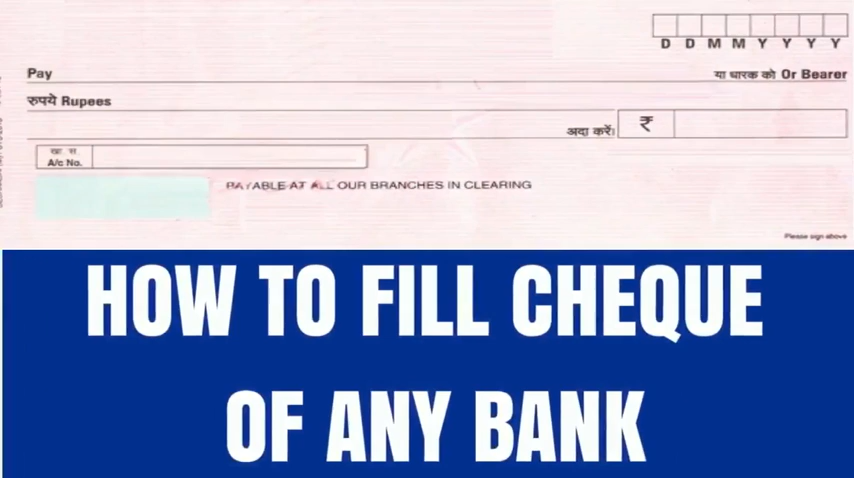 D D M M Y Y Y Y
Pay या धारक को Or Bearer
रुपये Rupees
अदा करें। ₹
खा. स.
A/c No.
PAYABLE AT ALL OUR BRANCHES IN CLEARING
Please sign above
HOW TO FILL CHEQUE
OF ANY BANK